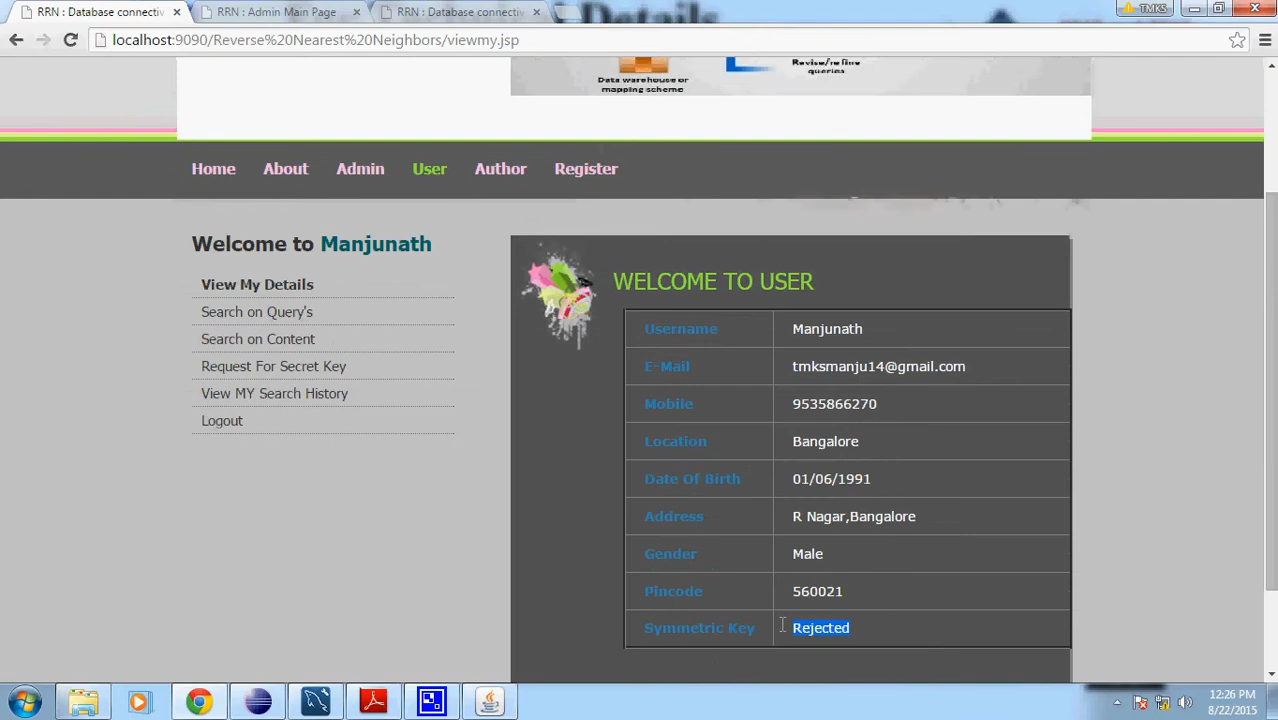 RRN : Database connectiv
RRN : Admin Main Page
RRN : Database connectiv
TMKS
localhost:9090/Reverse%20Nearest%20Neighbors/viewmy.jsp
Details
Data warehouse or
mapping scheme
Revise/refine
queries
Home About Admin User Author Register
Welcome to Manjunath
View My Details
Search on Query's
Search on Content
Request For Secret Key
View MY Search History
Logout
WELCOME TO USER
Username Manjunath
E-Mail tmksmanju14@gmail.com
Mobile 9535866270
Location Bangalore
Date Of Birth 01/06/1991
Address R Nagar,Bangalore
Gender Male
Pincode 560021
Symmetric Key Rejected
12:26 PM
8/22/2015